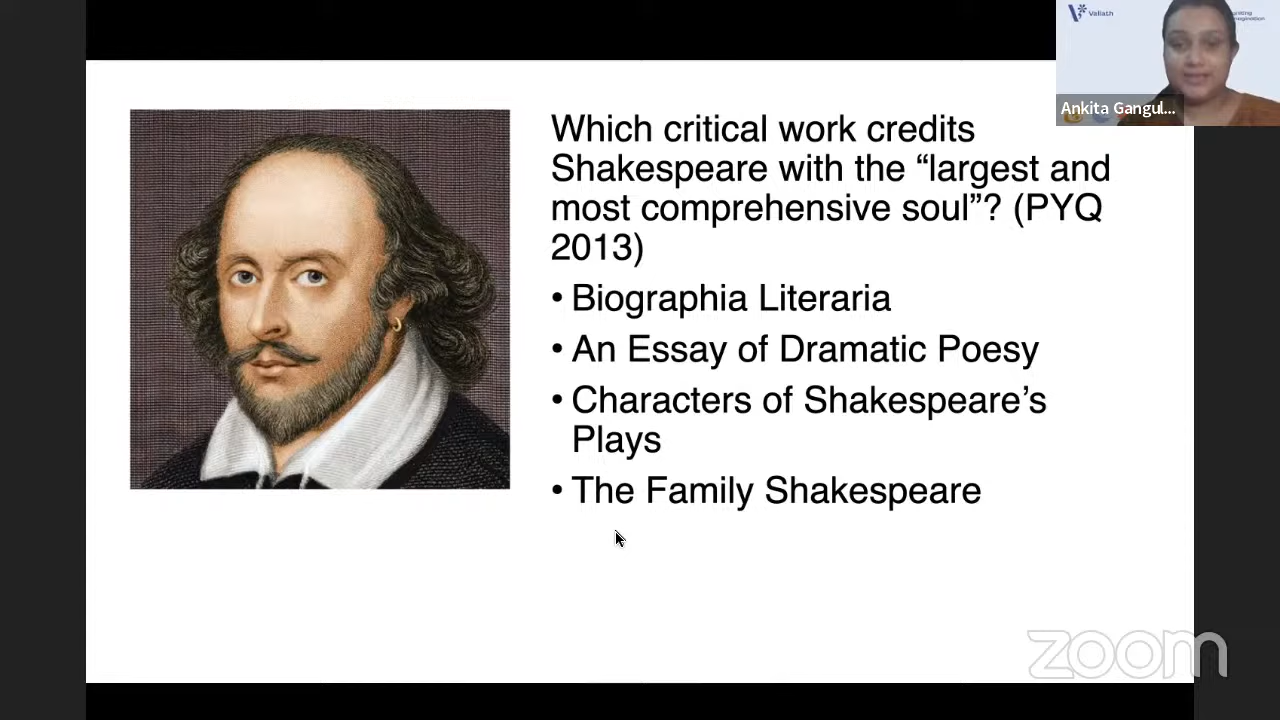 Vallath
Ankita Gangul...
Which critical work credits
Shakespeare with the “largest and
most comprehensive soul”? (PYQ
2013)
• Biographia Literaria
• An Essay of Dramatic Poesy
• Characters of Shakespeare’s
Plays
• The Family Shakespeare
zoom